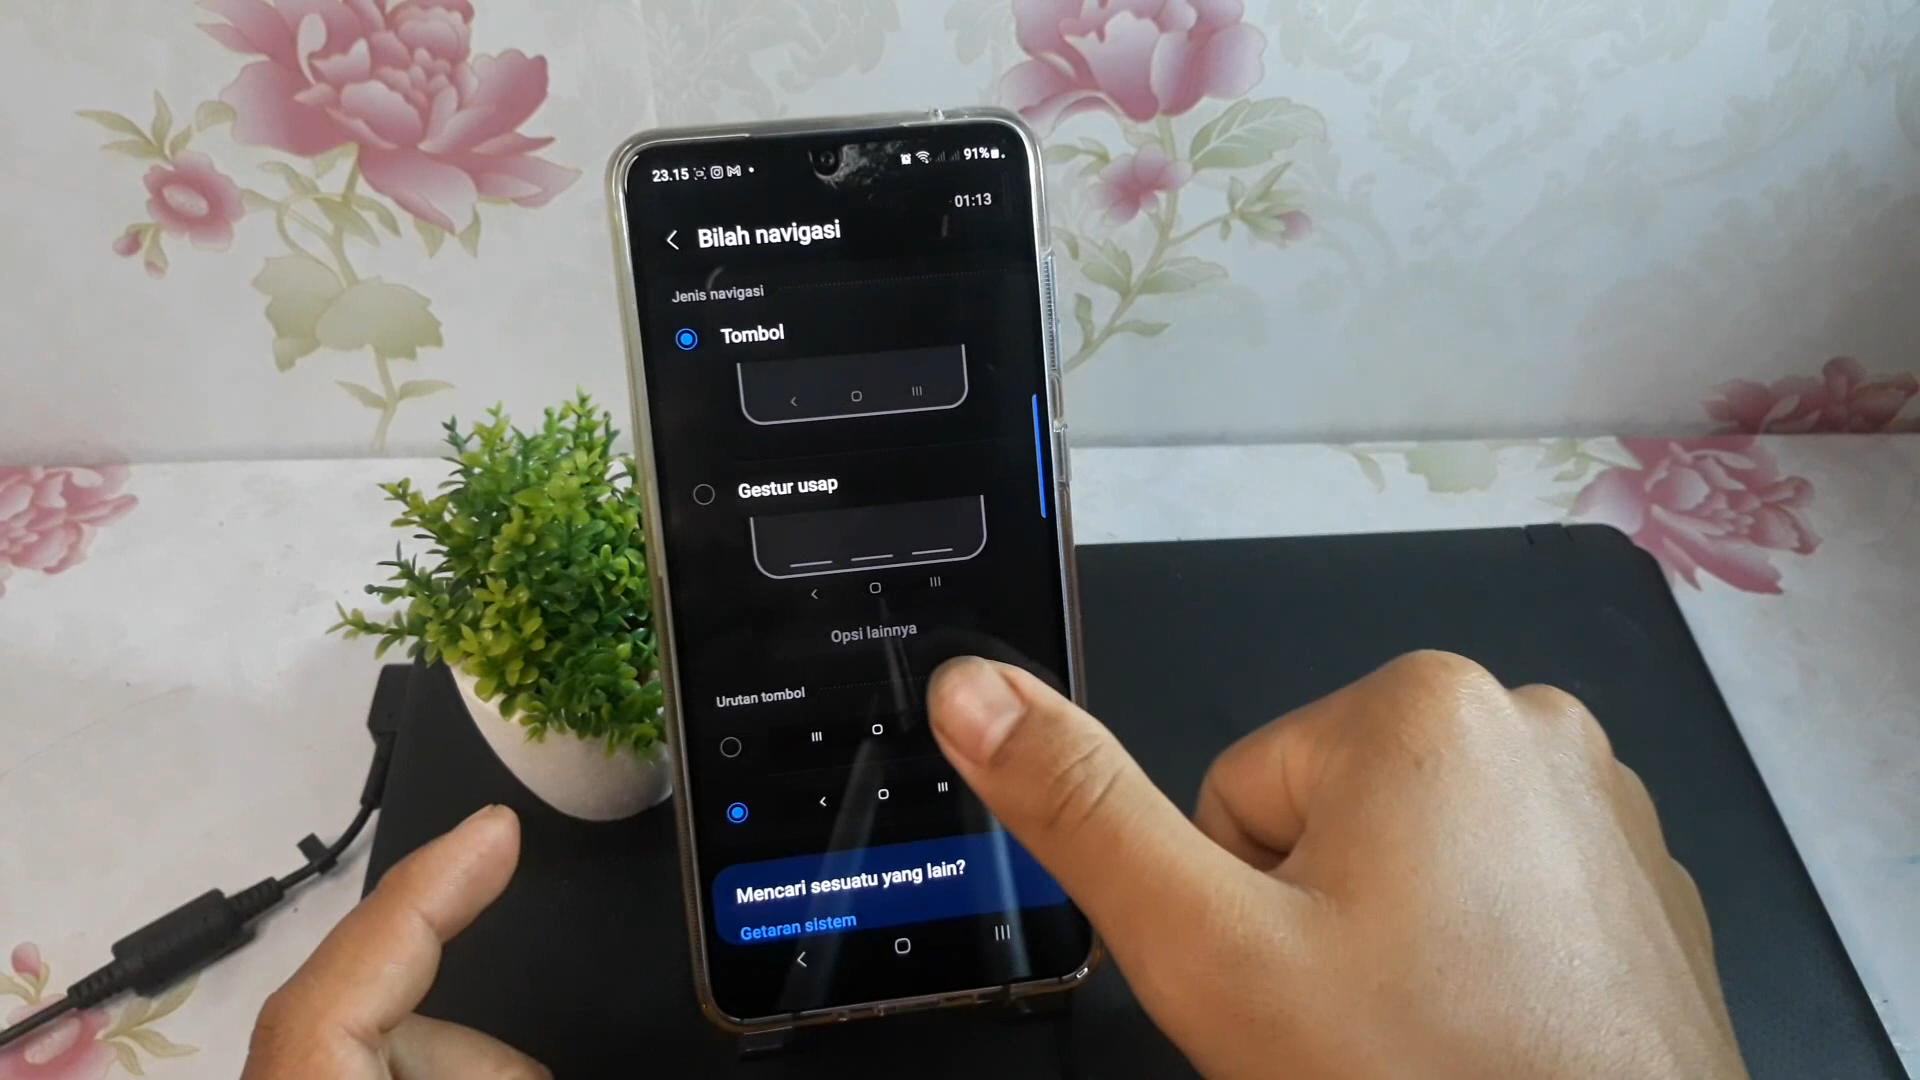 23.15
91%
01:13
Bilah navigasi
Jenis navigasi
Tombol
Gestur usap
Opsi lainnya
Urutan tombol
Mencari sesuatu yang lain?
Getaran sistem